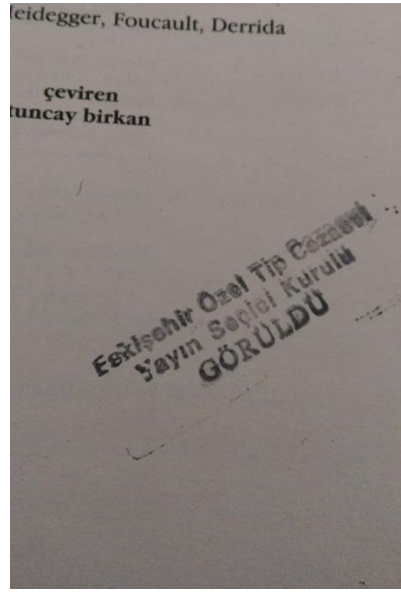 eidegger, Foucault, Derrida
çeviren
tuncay birkan
Eskişehir Özel Tip Cezaevi
Yayın Seçici Kurulu
GÖRÜLDÜ